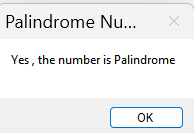 Palindrome Nu...
Yes , the number is Palindrome
OK